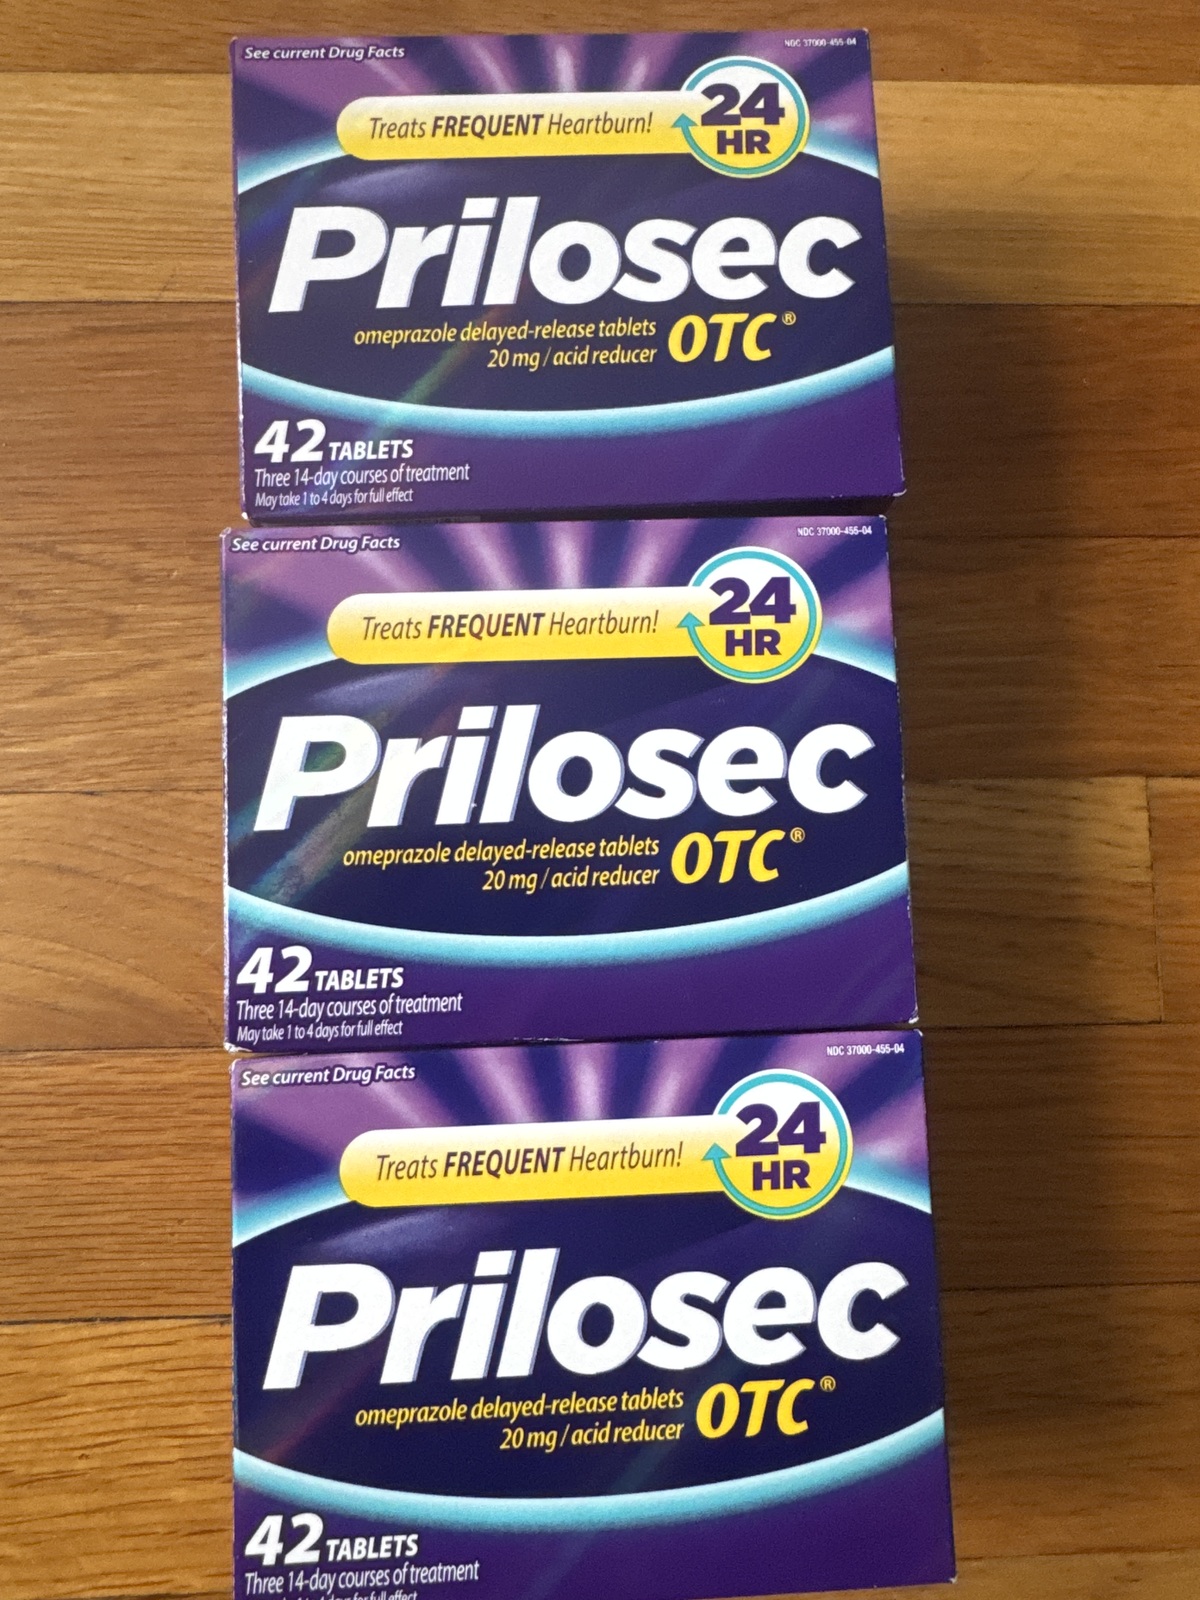 See current Drug Facts
NDC 37000-455-04
Treats FREQUENT Heartburn!
24
HR
Prilosec
omeprazole delayed-release tablets
20 mg / acid reducer
OTC®
42 TABLETS
Three 14-day courses of treatment
May take 1 to 4 days for full effect
See current Drug Facts
NDC 37000-455-04
Treats FREQUENT Heartburn!
24
HR
Prilosec
omeprazole delayed-release tablets
20 mg / acid reducer
OTC®
42 TABLETS
Three 14-day courses of treatment
May take 1 to 4 days for full effect
See current Drug Facts
NDC 37000-455-04
Treats FREQUENT Heartburn!
24
HR
Prilosec
omeprazole delayed-release tablets
20 mg / acid reducer
OTC®
42 TABLETS
Three 14-day courses of treatment
4 days for full effect